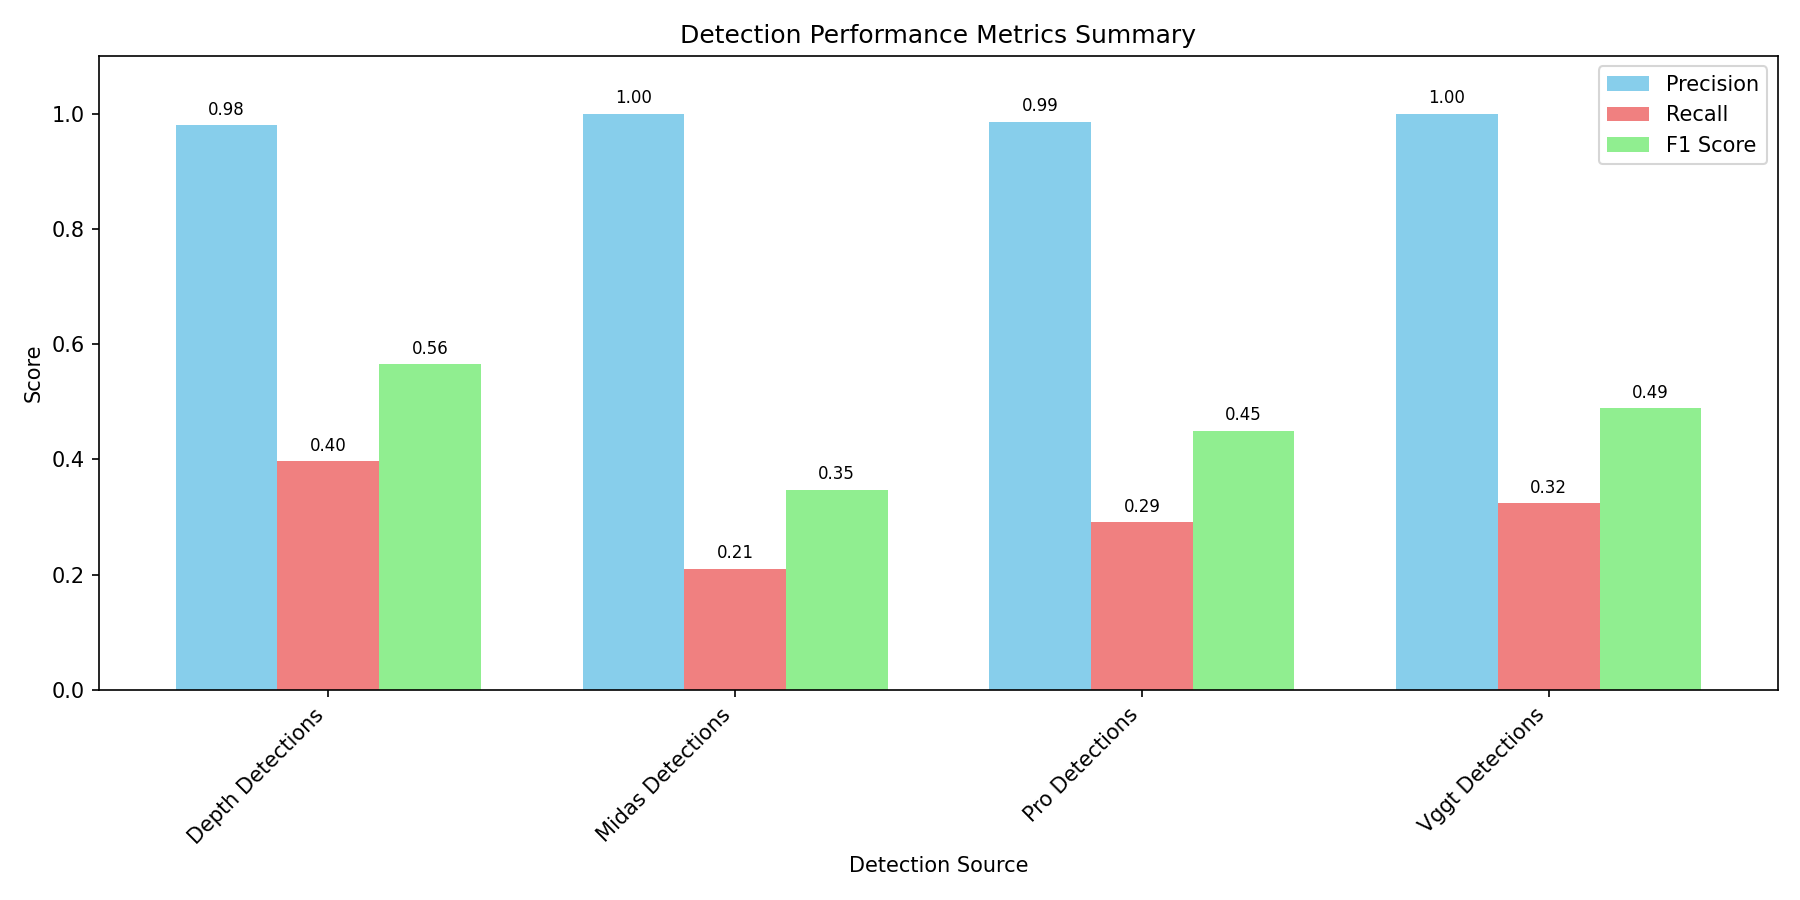 Detection Performance Metrics Summary
Precision
Recall
F1 Score
Score
1.0
0.8
0.6
0.4
0.2
0.0
0.98
0.40
0.56
1.00
0.21
0.35
0.99
0.29
0.45
1.00
0.32
0.49
Depth Detections
Midas Detections
Pro Detections
Vggt Detections
Detection Source